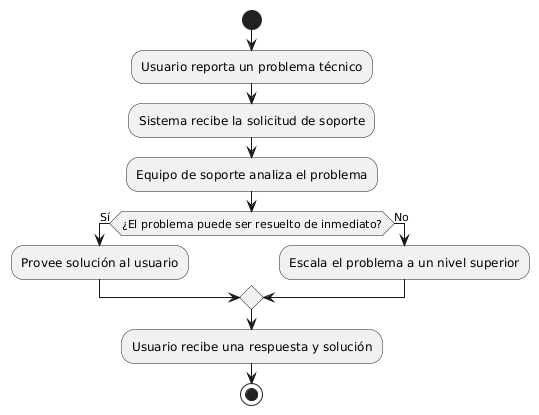 Usuario reporta un problema técnico
Sistema recibe la solicitud de soporte
Equipo de soporte analiza el problema
¿El problema puede ser resuelto de inmediato?
Sí
No
Provee solución al usuario
Escala el problema a un nivel superior
Usuario recibe una respuesta y solución